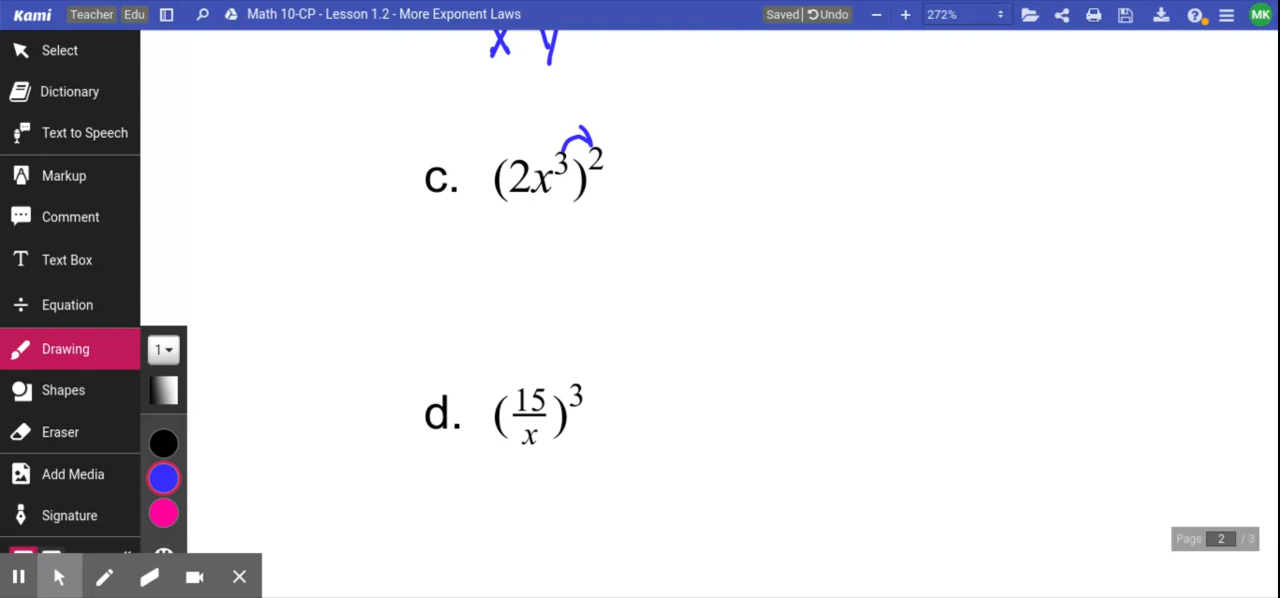 Kami Teacher Edu Math 10-CP - Lesson 1.2 - More Exponent Laws Saved Undo 272% MK
Select
x y
Dictionary
Text to Speech
c. (2x³)²
Markup
Comment
Text Box
Equation
Drawing
1
Shapes
d. (15/x)³
Eraser
Add Media
Signature
Page 2 / 3